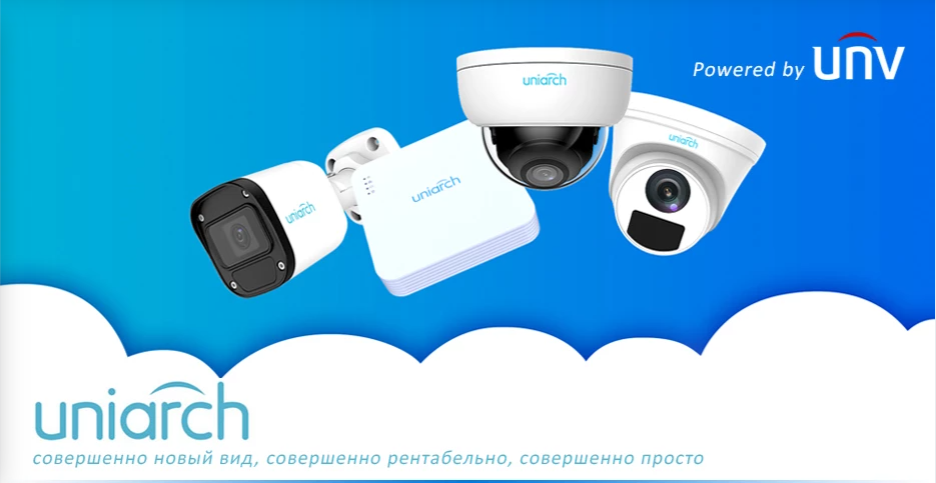 Powered by unv
uniarch
uniarch
uniarch
uniarch
uniarch
совершенно новый вид, совершенно рентабельно, совершенно просто